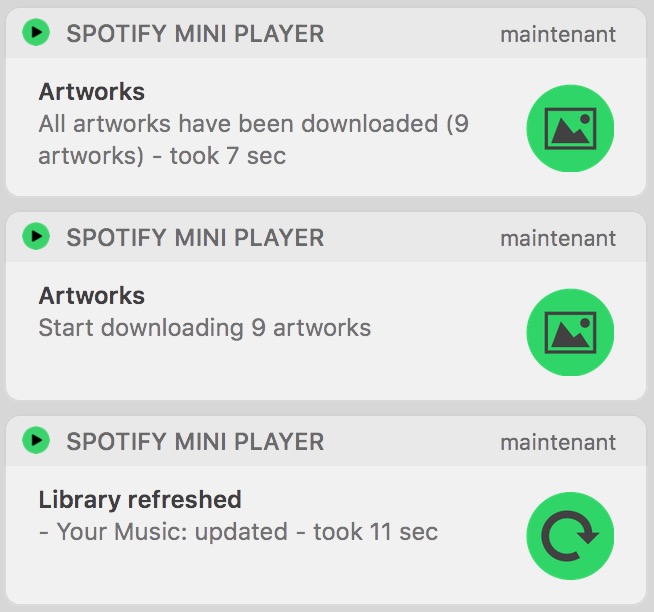 SPOTIFY MINI PLAYER maintenant
Artworks
All artworks have been downloaded (9
artworks) - took 7 sec
SPOTIFY MINI PLAYER maintenant
Artworks
Start downloading 9 artworks
SPOTIFY MINI PLAYER maintenant
Library refreshed
- Your Music: updated - took 11 sec